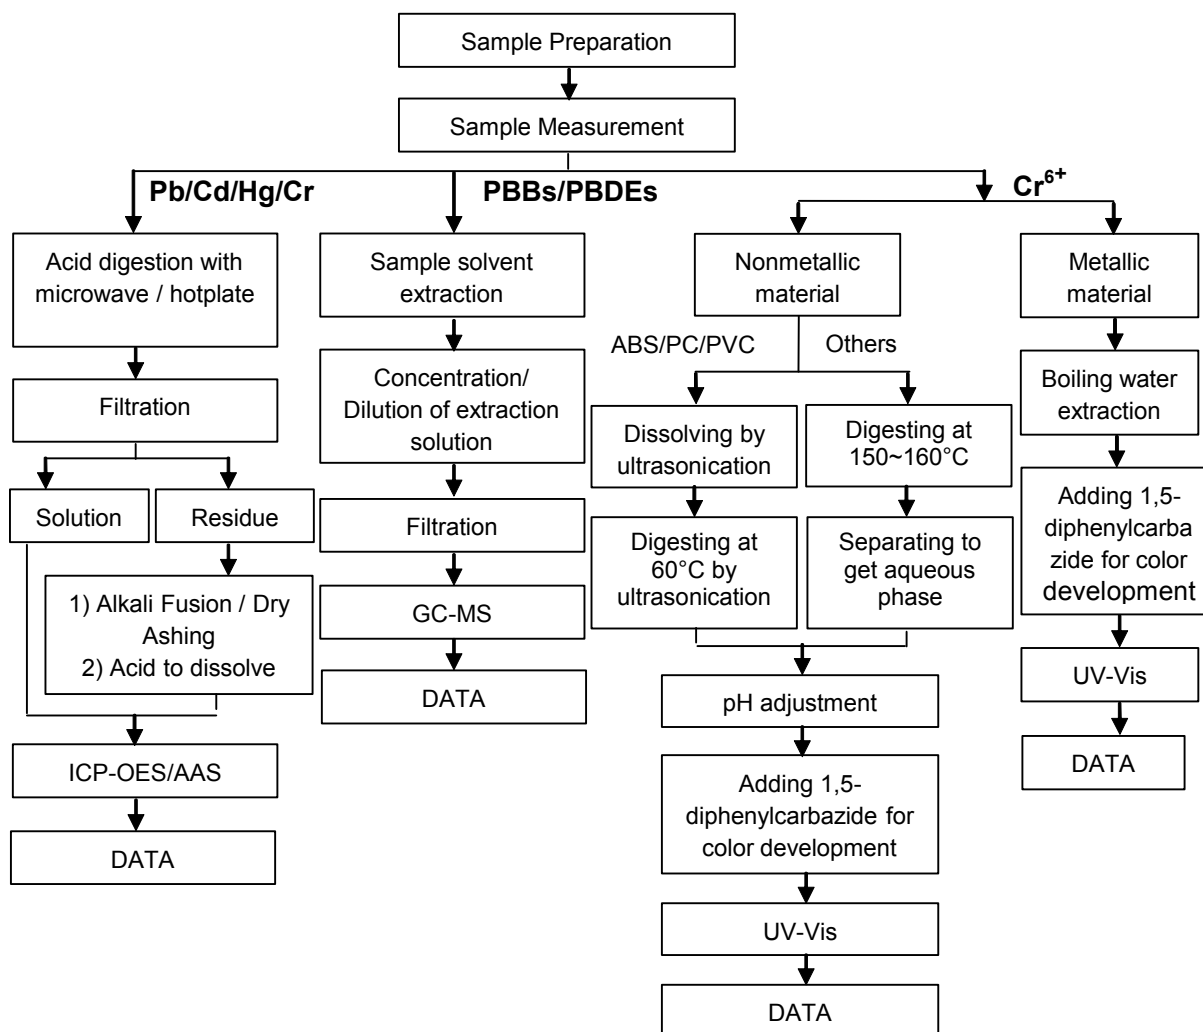 Sample Preparation
Sample Measurement
Pb/Cd/Hg/Cr
PBBs/PBDEs
Cr⁶⁺
Acid digestion with
microwave / hotplate
Filtration
Solution
Residue
1) Alkali Fusion / Dry
Ashing
2) Acid to dissolve
ICP-OES/AAS
DATA
Sample solvent
extraction
Concentration/
Dilution of extraction
solution
Filtration
GC-MS
DATA
Nonmetallic
material
ABS/PC/PVC
Others
Dissolving by
ultrasonication
Digesting at
60°C by
ultrasonication
Digesting at
150~160°C
Separating to
get aqueous
phase
pH adjustment
Adding 1,5-
diphenylcarbazide for
color development
UV-Vis
DATA
Metallic
material
Boiling water
extraction
Adding 1,5-
diphenylcarba
zide for color
development
UV-Vis
DATA